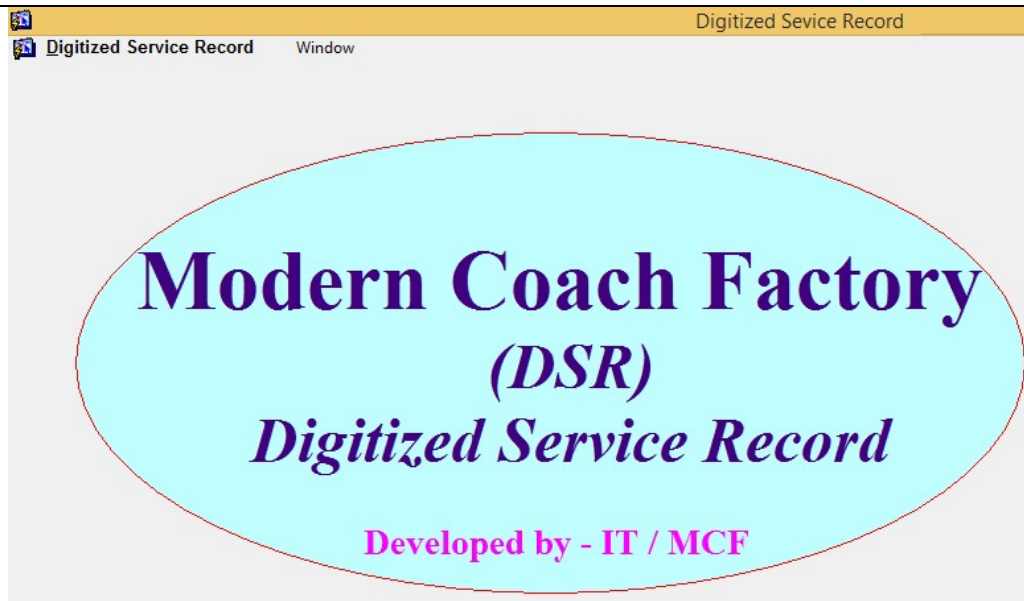 Digitized Sevice Record
Digitized Service Record Window
Modern Coach Factory
(DSR)
Digitized Service Record
Developed by - IT / MCF